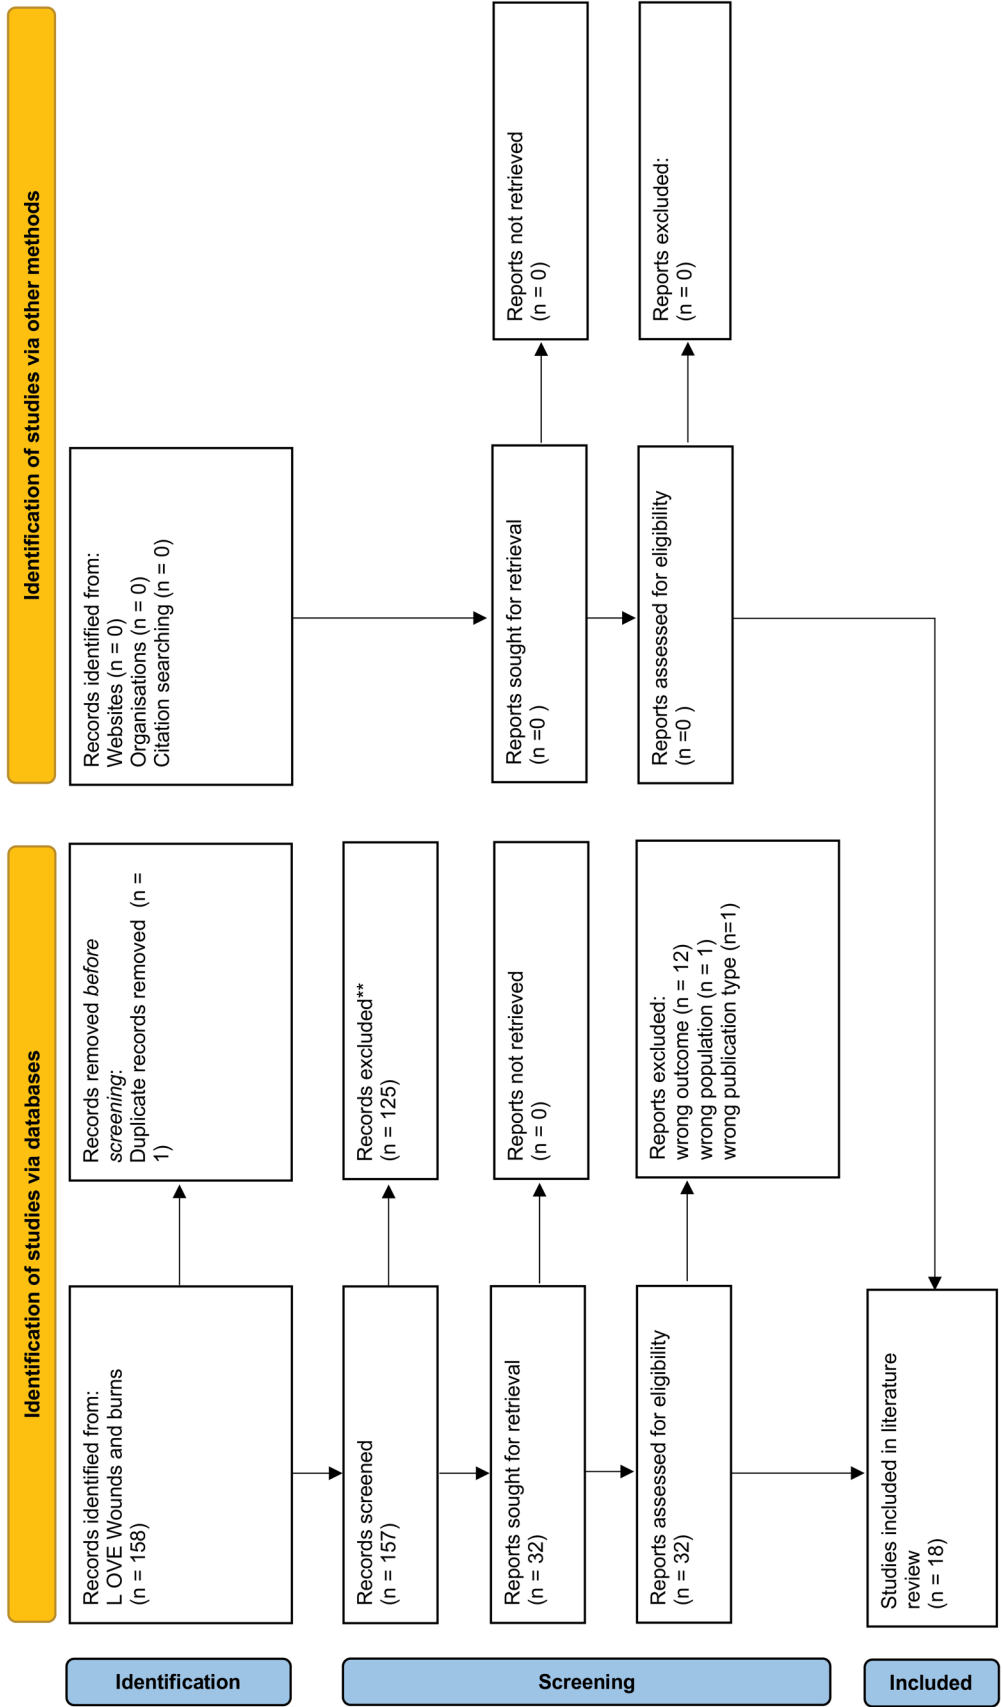 Identification of studies via databases
Identification of studies via other methods
Identification
Records identified from:
L OVE Wounds and burns
(n = 158)
Records removed before
screening:
Duplicate records removed (n =
1)
Records identified from:
Websites (n = 0)
Organisations (n = 0)
Citation searching (n = 0)
Screening
Records screened
(n = 157)
Records excluded**
(n = 125)
Reports sought for retrieval
(n = 32)
Reports not retrieved
(n = 0)
Reports sought for retrieval
(n =0 )
Reports not retrieved
(n = 0)
Reports assessed for eligibility
(n = 32)
Reports excluded:
wrong outcome (n = 12)
wrong population (n = 1)
wrong publication type (n=1)
Reports assessed for eligibility
(n =0 )
Reports excluded:
(n = 0)
Included
Studies included in literature
review
(n = 18)